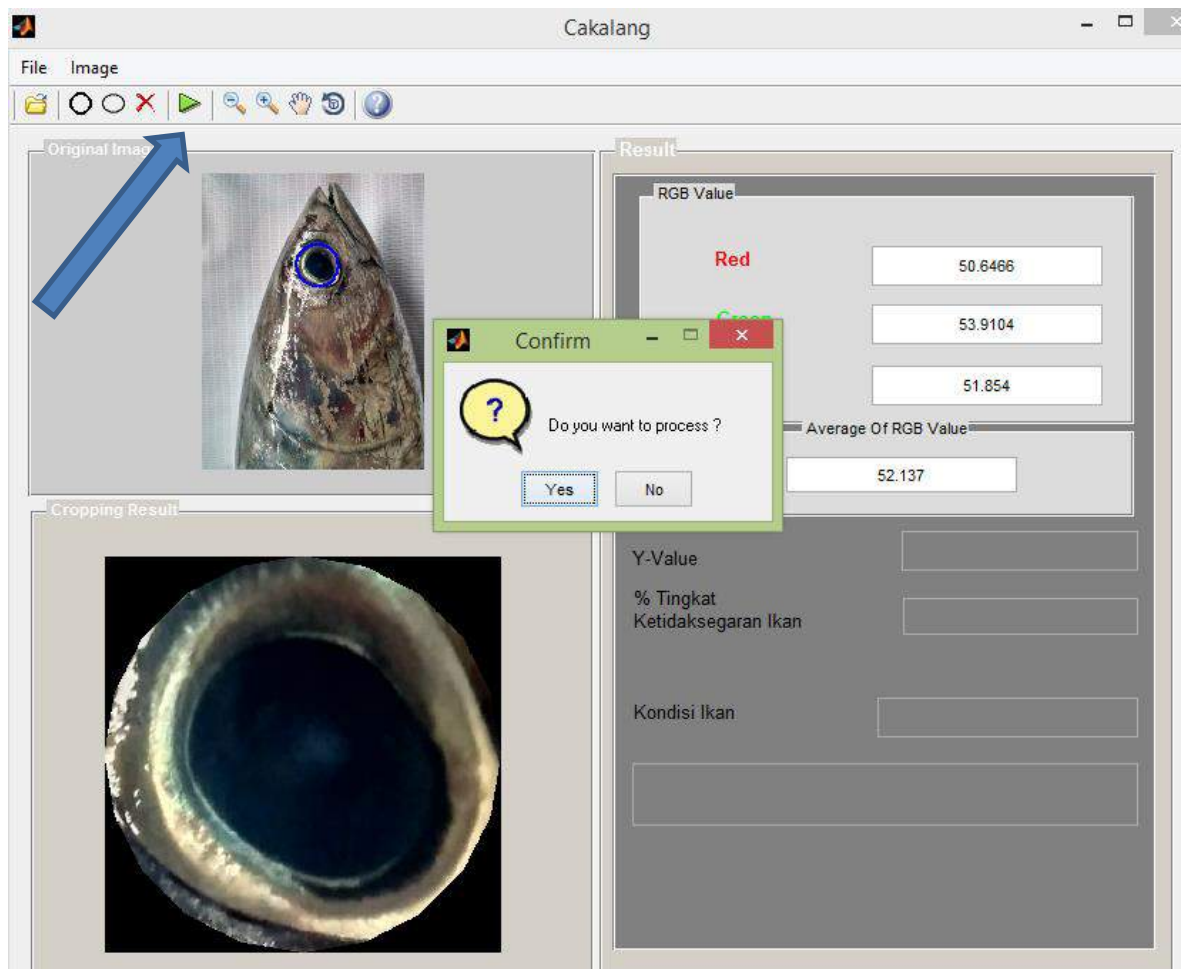 Cakalang
File Image
Result
RGB Value
Red
50.6466
Green
53.9104
51.854
Average Of RGB Value
52.137
Confirm
Do you want to process ?
Yes No
Original Imag
Cropping Result
Y-Value
% Tingkat
Ketidaksegaran Ikan
Kondisi Ikan